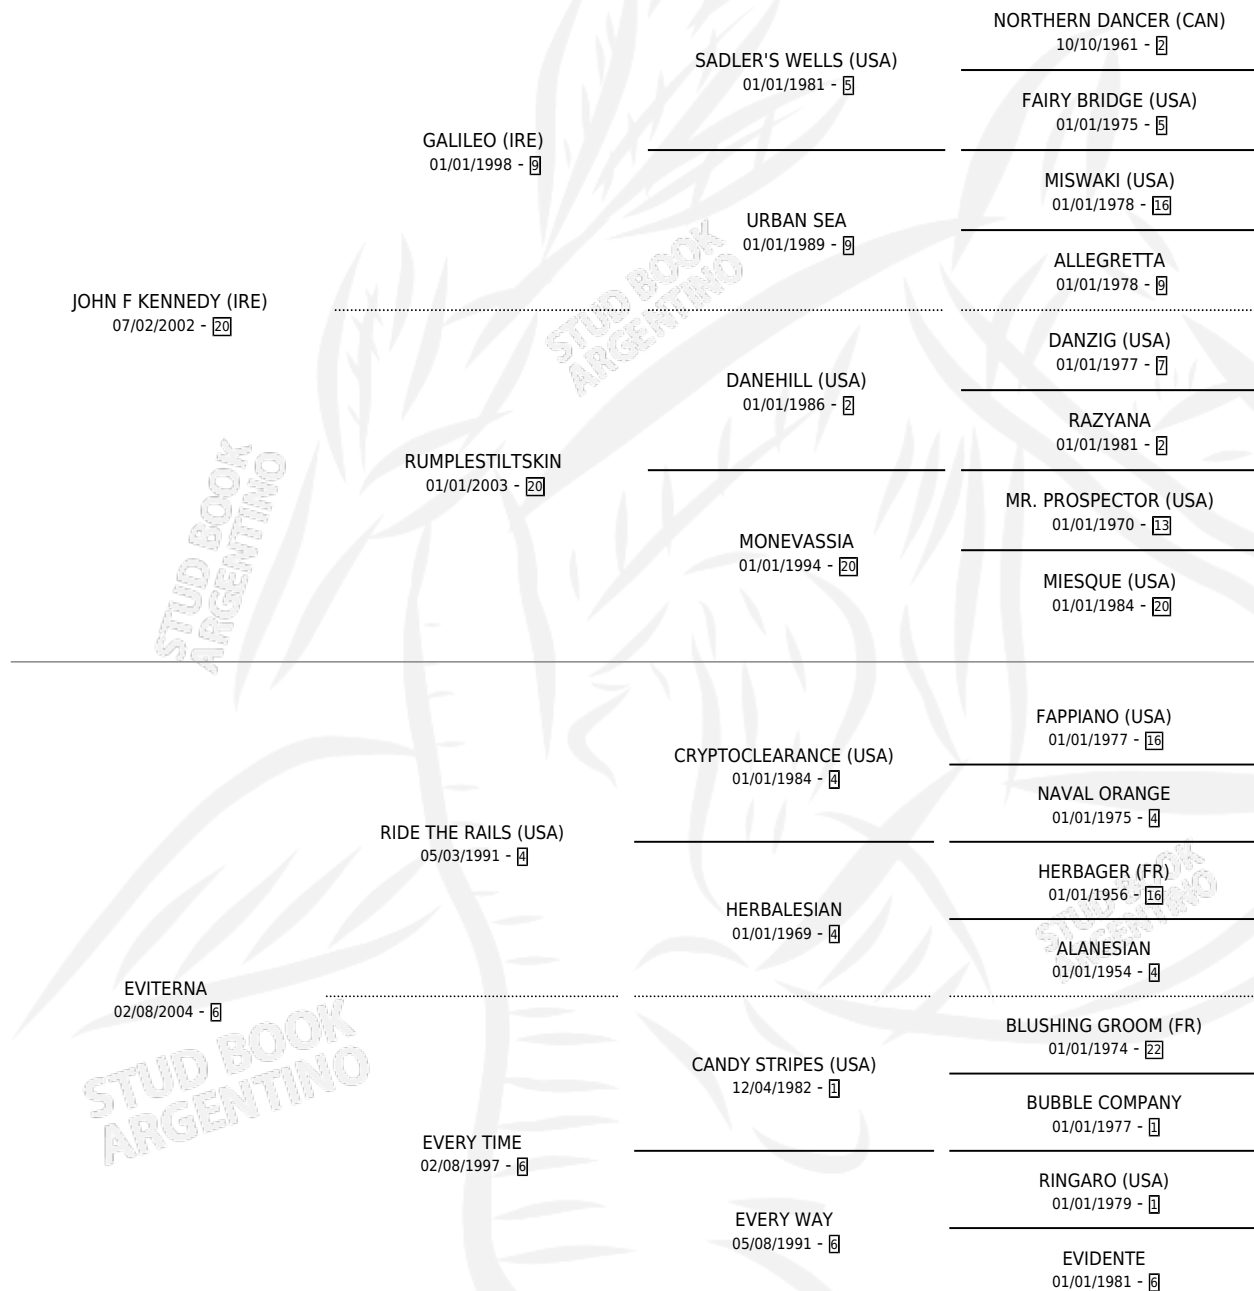 NORTHERN DANCER (CAN)
10/10/1961 - 2
SADLER'S WELLS (USA)
01/01/1981 - 5
FAIRY BRIDGE (USA)
01/01/1975 - 5
GALILEO (IRE)
01/01/1998 - 9
MISWAKI (USA)
01/01/1978 - 16
URBAN SEA
01/01/1989 - 9
ALLEGRETTA
01/01/1978 - 9
JOHN F KENNEDY (IRE)
07/02/2002 - 20
DANZIG (USA)
01/01/1977 - 7
DANEHILL (USA)
01/01/1986 - 2
RAZYANA
01/01/1981 - 2
RUMPLESTILTSKIN
01/01/2003 - 20
MR. PROSPECTOR (USA)
01/01/1970 - 13
MONEVASSIA
01/01/1994 - 20
MIESQUE (USA)
01/01/1984 - 20
FAPPIANO (USA)
01/01/1977 - 16
CRYPTOCLEARANCE (USA)
01/01/1984 - 4
NAVAL ORANGE
01/01/1975 - 4
RIDE THE RAILS (USA)
05/03/1991 - 4
HERBAGER (FR)
01/01/1956 - 16
HERBALESIAN
01/01/1969 - 4
ALANESIAN
01/01/1954 - 4
EVITERNA
02/08/2004 - 6
BLUSHING GROOM (FR)
01/01/1974 - 22
CANDY STRIPES (USA)
12/04/1982 - 1
BUBBLE COMPANY
01/01/1977 - 1
EVERY TIME
02/08/1997 - 6
RINGARO (USA)
01/01/1979 - 1
EVERY WAY
05/08/1991 - 6
EVIDENTE
01/01/1981 - 6
STUD BOOK
ARGENTINO
STUD BOOK
ARGENTINO
STUD BOOK
ARGENTINO
STUD BOOK
ARGENTINO